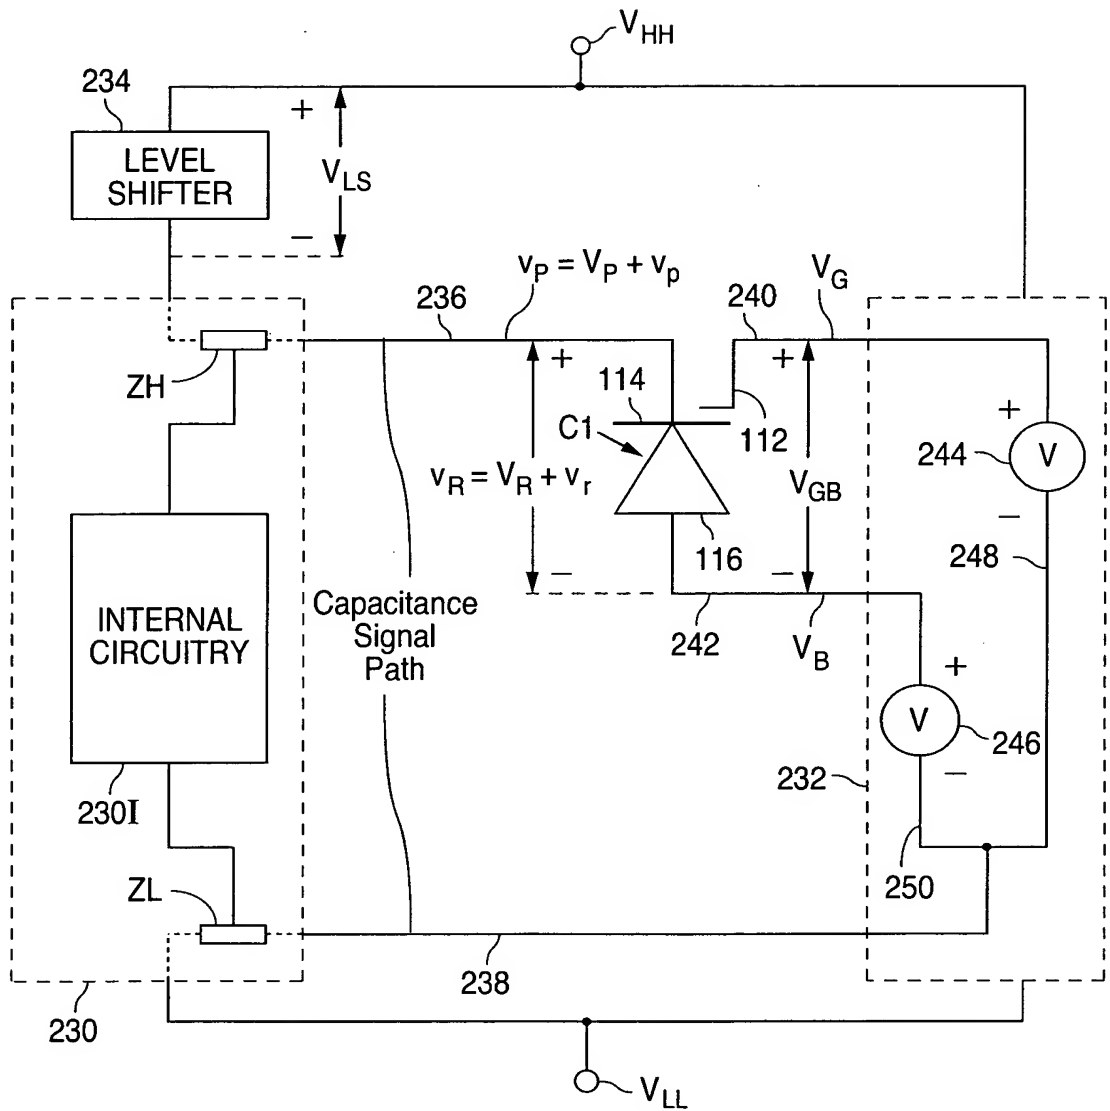 V_HH
234
+
LEVEL
SHIFTER
V_LS
–
v_P = V_P + v_p
V_G
236
240
ZH
+
+
114
C1
112
+
244
V
v_R = V_R + v_r
V_GB
–
116
248
–
–
Capacitance
Signal
Path
INTERNAL
CIRCUITRY
242
V_B
+
V
246
232
–
230I
ZL
250
238
230
V_LL